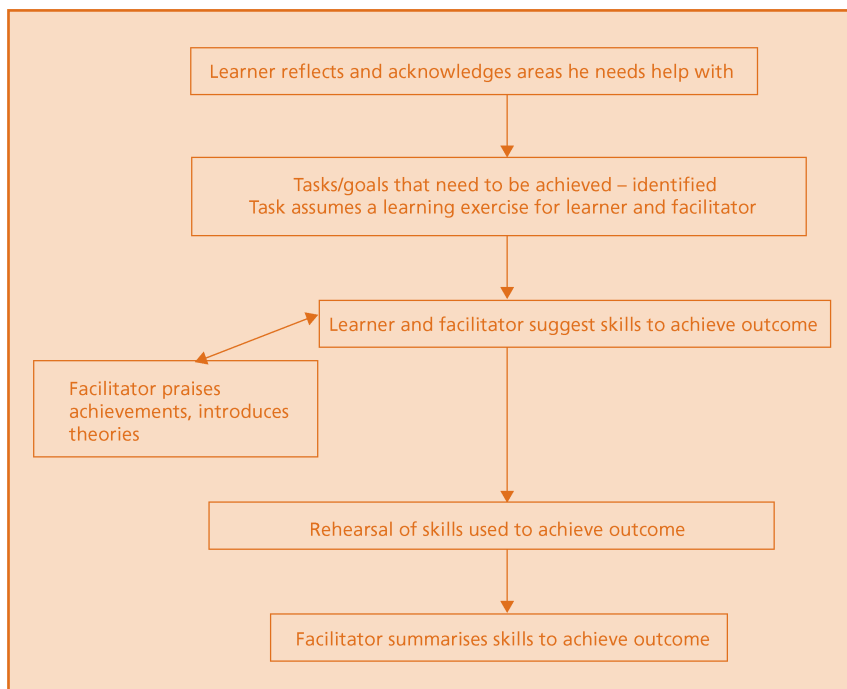 Learner reflects and acknowledges areas he needs help with
Tasks/goals that need to be achieved – identified
Task assumes a learning exercise for learner and facilitator
Learner and facilitator suggest skills to achieve outcome
Facilitator praises
achievements, introduces
theories
Rehearsal of skills used to achieve outcome
Facilitator summarises skills to achieve outcome